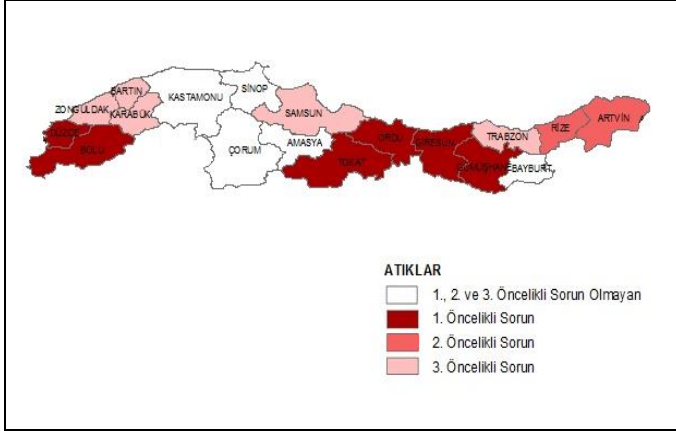 SİNOP
BARTIN
KASTAMONU
ZONGULDAK
KARABÜK
SAMSUN
DÜZCE
BOLU
ÇORUM
AMASYA
TOKAT
ORDU
GİRESUN
TRABZON
RİZE
ARTVİN
GÜMÜŞHANE
BAYBURT
ATIKLAR
1., 2. ve 3. Öncelikli Sorun Olmayan
1. Öncelikli Sorun
2. Öncelikli Sorun
3. Öncelikli Sorun